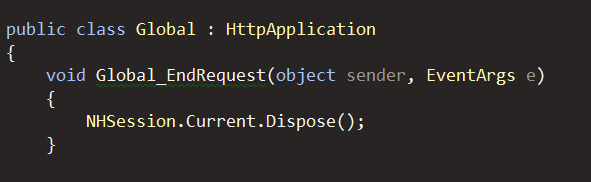 public class Global : HttpApplication
{
    void Global_EndRequest(object sender, EventArgs e)
    {
        NHSession.Current.Dispose();
    }